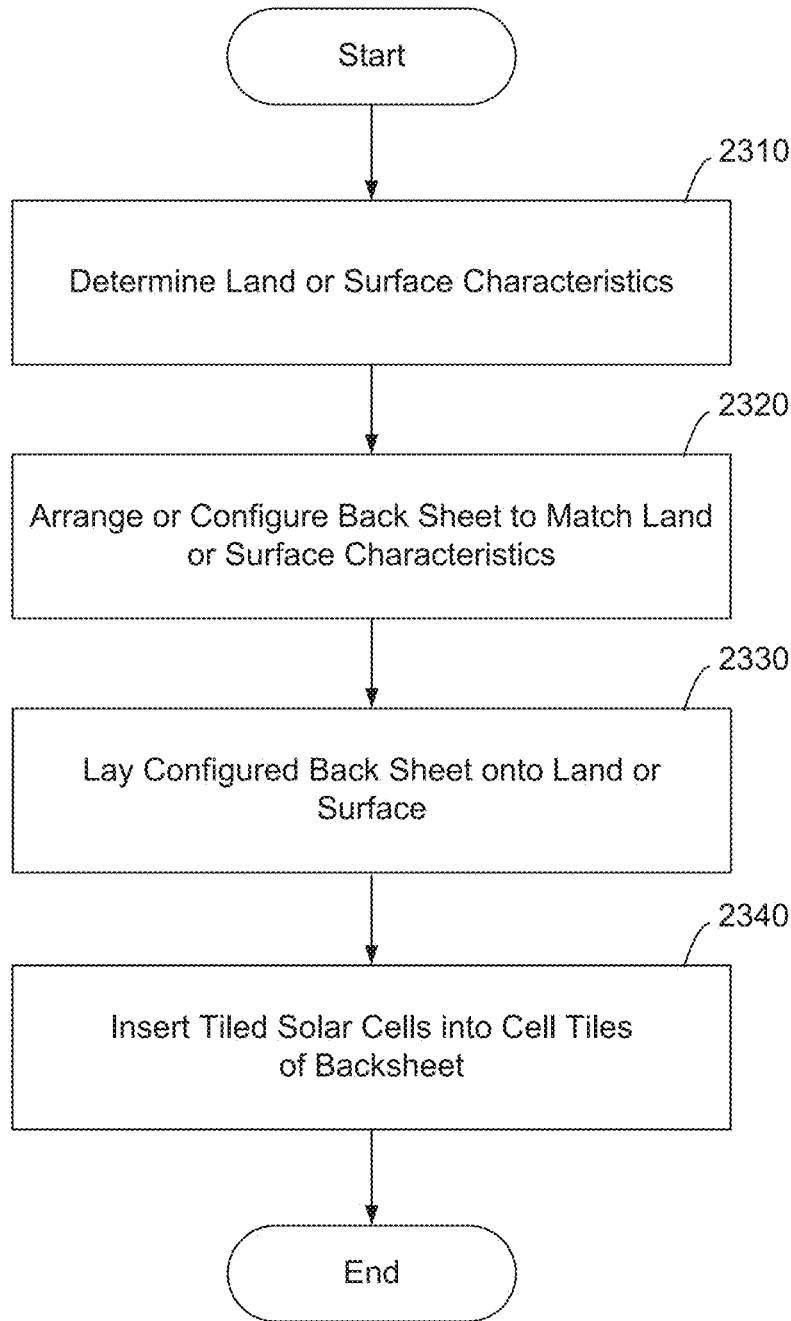 Start
2310
Determine Land or Surface Characteristics
2320
Arrange or Configure Back Sheet to Match Land
or Surface Characteristics
2330
Lay Configured Back Sheet onto Land or
Surface
2340
Insert Tiled Solar Cells into Cell Tiles
of Backsheet
End